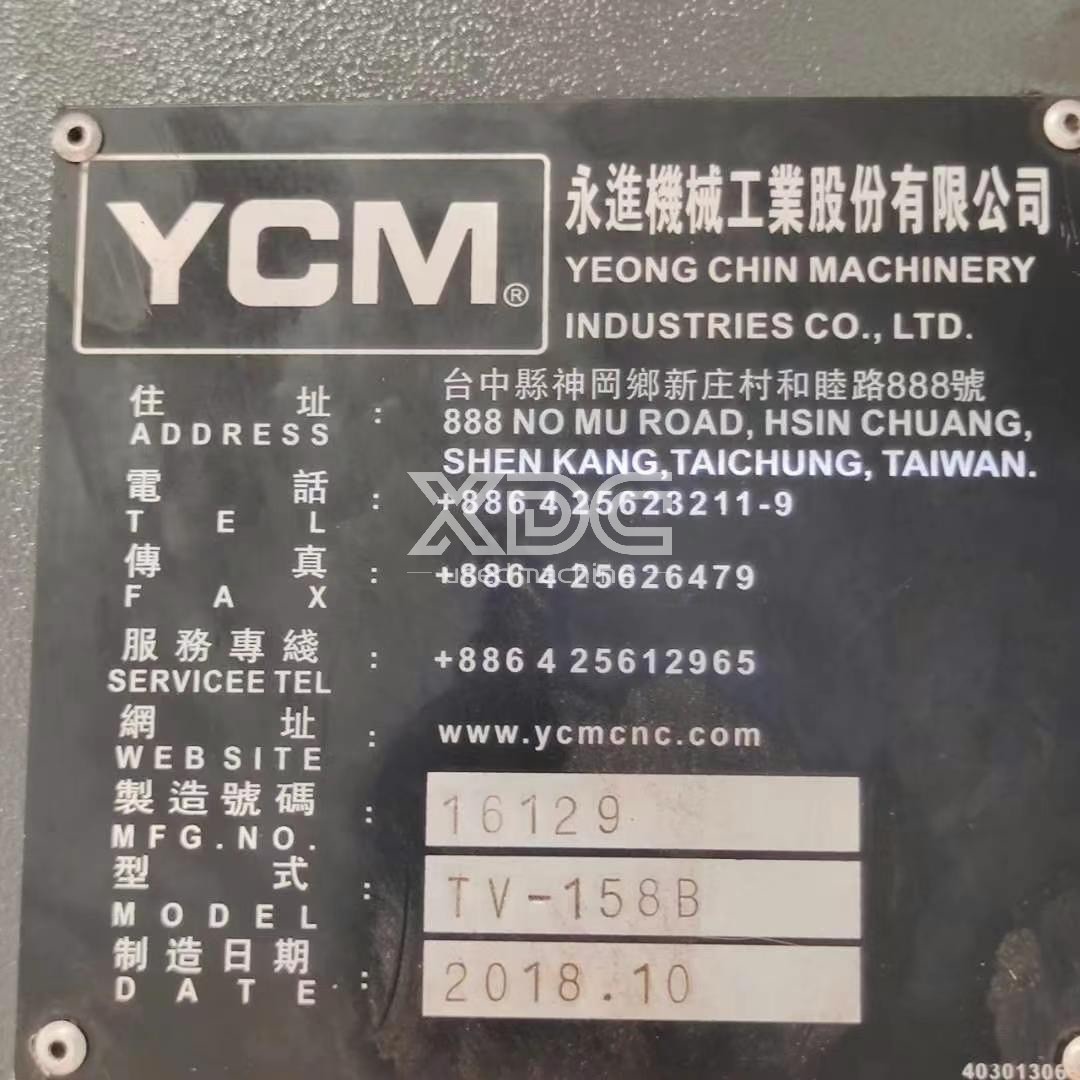 YCM®
永進機械工業股份有限公司
YEONG CHIN MACHINERY
INDUSTRIES CO., LTD.
住址 : 台中縣神岡鄉新庄村和睦路888號
ADDRESS 888 NO MU ROAD, HSIN CHUANG,
SHEN KANG,TAICHUNG, TAIWAN.
電話 : +886 4 25623211-9
TEL
傳真 : +886 4 25626479
FAX
服務專綫 : +886 4 25612965
SERVICEE TEL
網址 : www.ycmcnc.com
WEBSITE
製造號碼 : 16129
MFG.NO.
型式 : TV-158B
MODEL
制造日期 : 2018.10
DATE
XDC
used machine